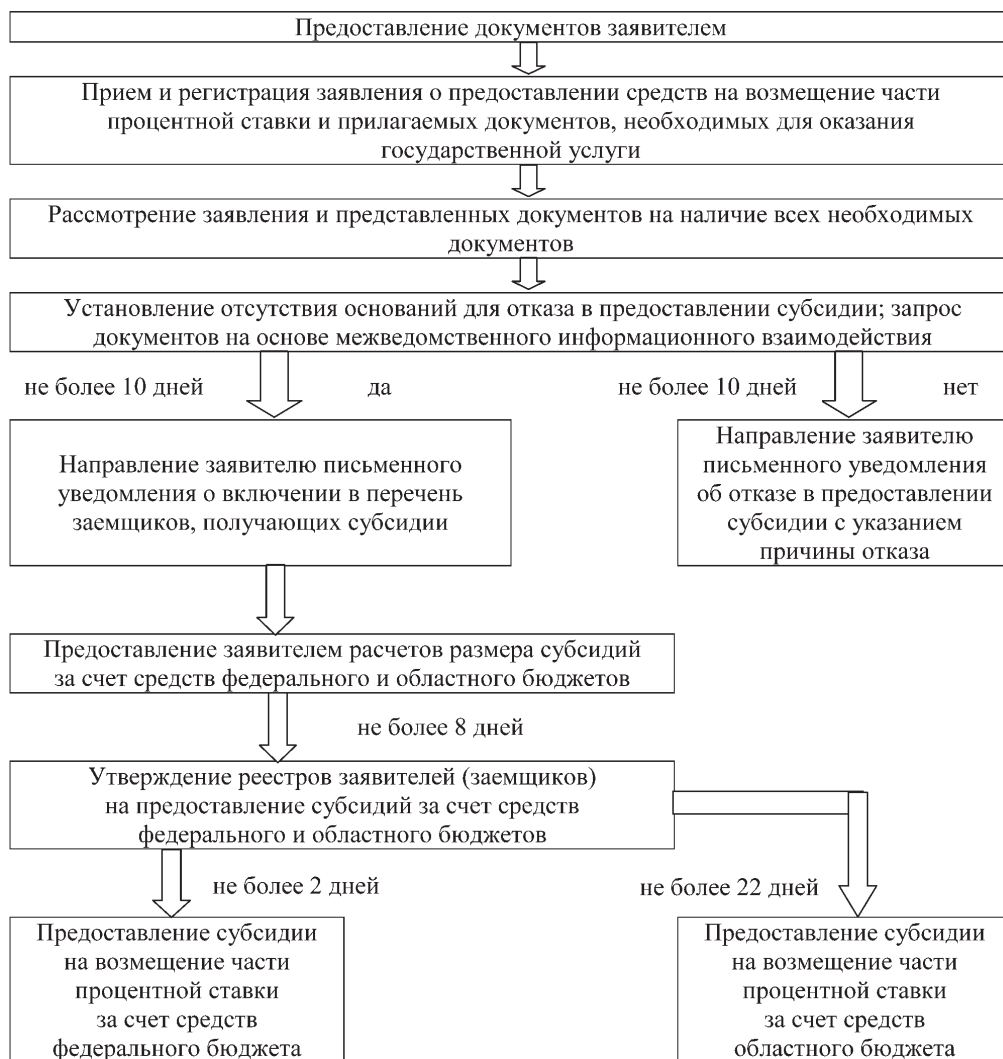 Предоставление документов заявителем
Прием и регистрация заявления о предоставлении средств на возмещение части
процентной ставки и прилагаемых документов, необходимых для оказания
государственной услуги
Рассмотрение заявления и представленных документов на наличие всех необходимых
документов
Установление отсутствия оснований для отказа в предоставлении субсидии; запрос
документов на основе межведомственного информационного взаимодействия
не более 10 дней да
не более 10 дней нет
Направление заявителю письменного
уведомления о включении в перечень
заемщиков, получающих субсидии
Направление заявителю
письменного уведомления
об отказе в предоставлении
субсидии с указанием
причины отказа
Предоставление заявителем расчетов размера субсидий
за счет средств федерального и областного бюджетов
не более 8 дней
Утверждение реестров заявителей (заемщиков)
на предоставление субсидий за счет средств
федерального и областного бюджетов
не более 2 дней
не более 22 дней
Предоставление субсидии
на возмещение части
процентной ставки
за счет средств
федерального бюджета
Предоставление субсидии
на возмещение части
процентной ставки
за счет средств
областного бюджета